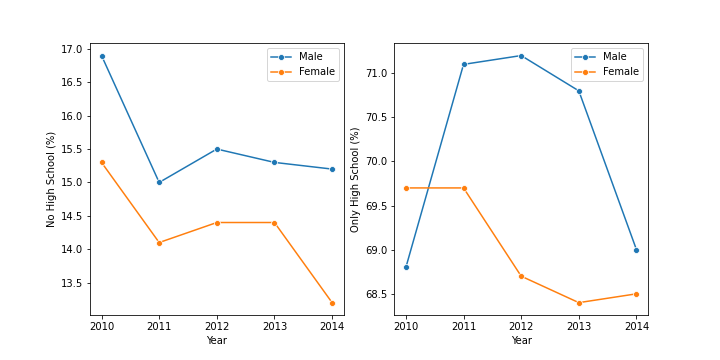 No High School (%)
17.0
16.5
16.0
15.5
15.0
14.5
14.0
13.5
2010 2011 2012 2013 2014
Year
Male
Female
Only High School (%)
71.0
70.5
70.0
69.5
69.0
68.5
2010 2011 2012 2013 2014
Year
Male
Female